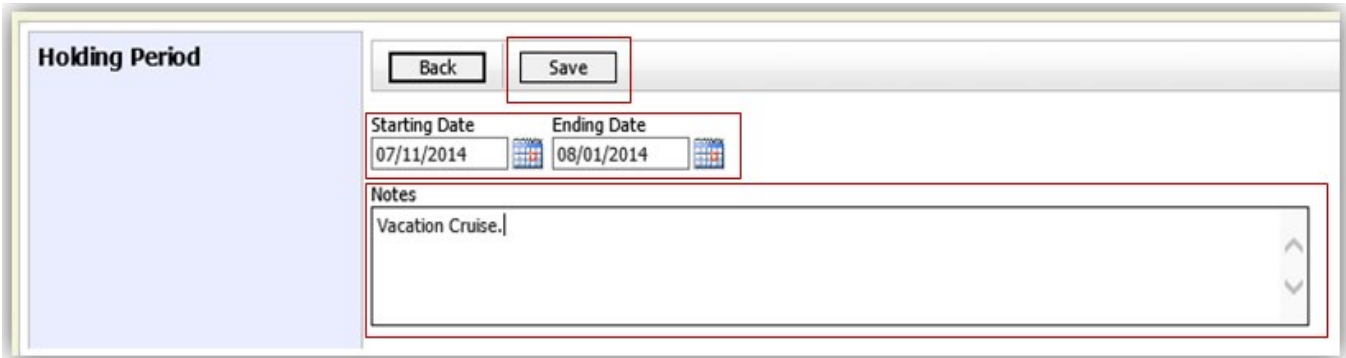 Holding Period
Back Save
Starting Date Ending Date
07/11/2014 08/01/2014
Notes
Vacation Cruise.